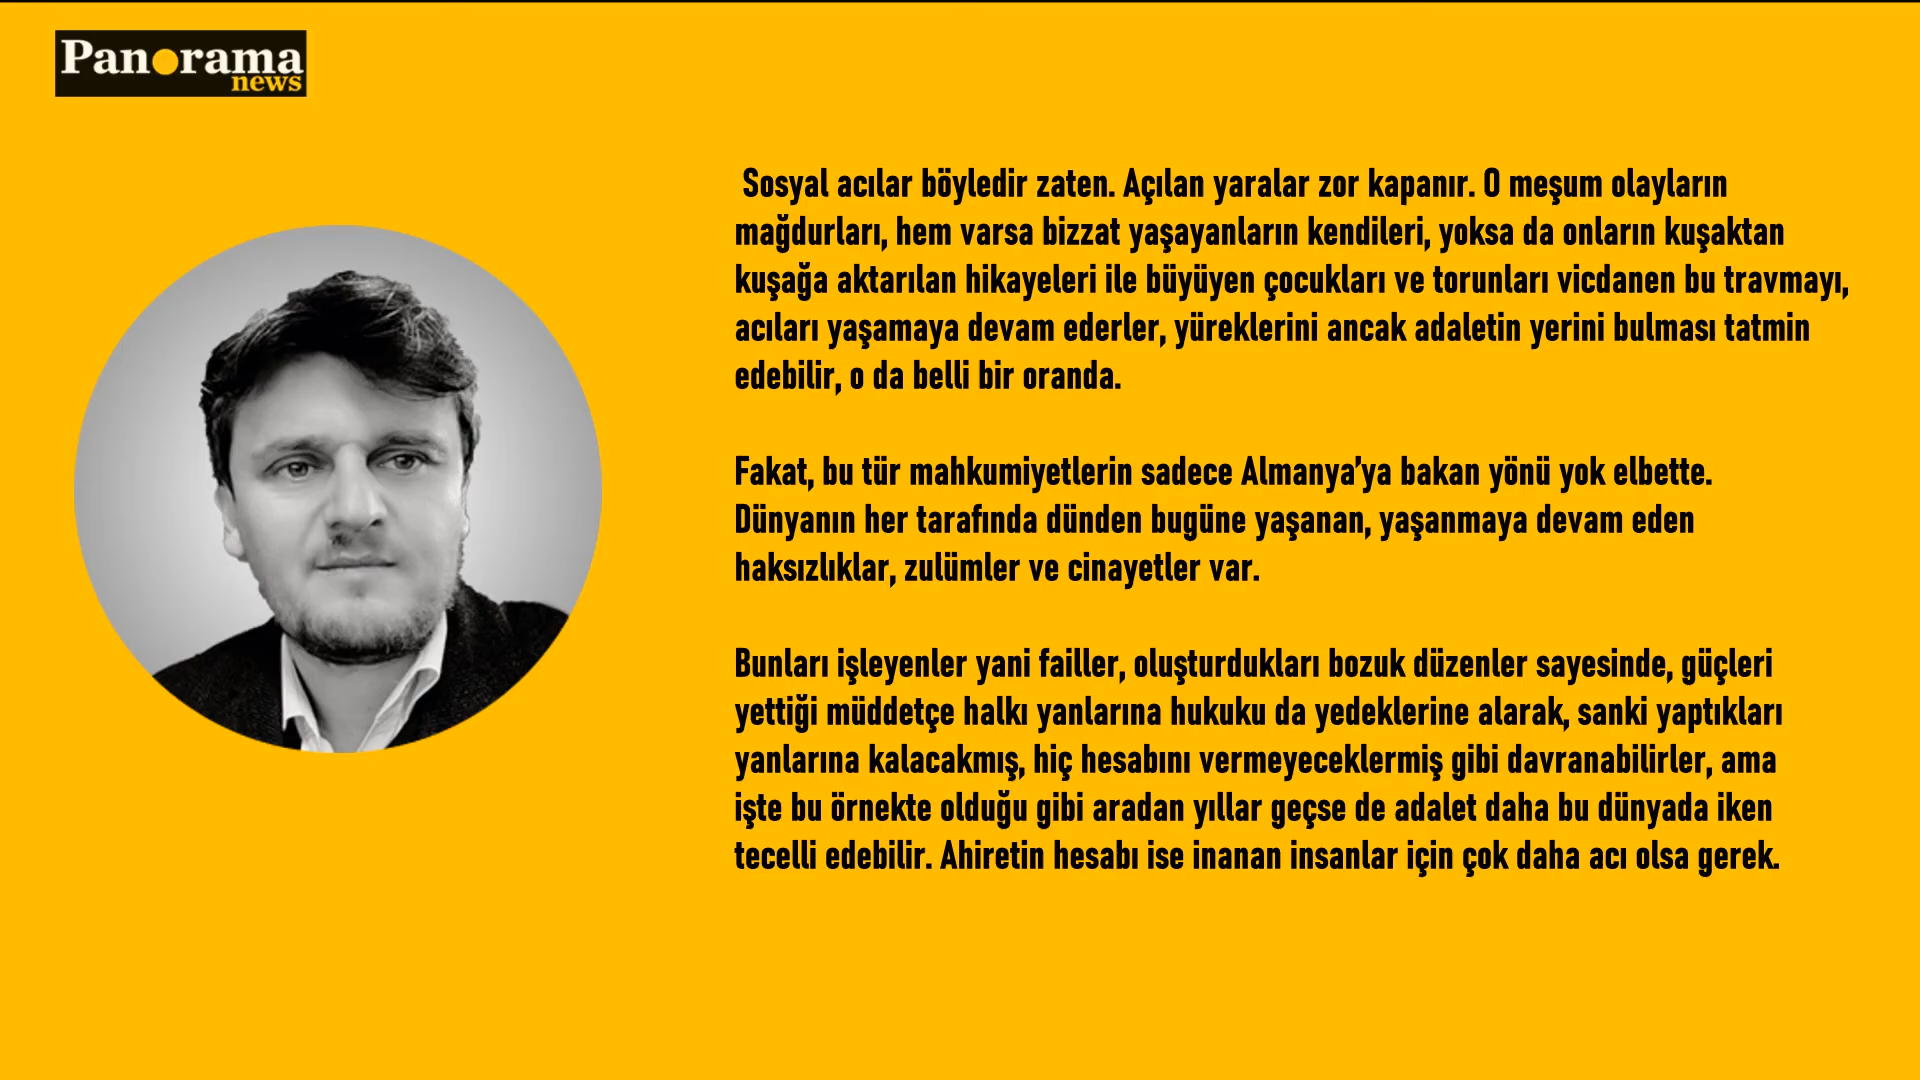 Panorama
news
Sosyal acılar böyledir zaten. Açılan yaralar zor kapanır. O meşum olayların
mağdurları, hem varsa bizzat yaşayanların kendileri, yoksa da onların kuşaktan
kuşağa aktarılan hikayeleri ile büyüyen çocukları ve torunları vicdanen bu travmayı,
acıları yaşamaya devam ederler, yüreklerini ancak adaletin yerini bulması tatmin
edebilir, o da belli bir oranda.
Fakat, bu tür mahkumiyetlerin sadece Almanya’ya bakan yönü yok elbette.
Dünyanın her tarafında dünden bugüne yaşanan, yaşanmaya devam eden
haksızlıklar, zulümler ve cinayetler var.
Bunları işleyenler yani failler, oluşturdukları bozuk düzenler sayesinde, güçleri
yettiği müddetçe halkı yanlarına hukuku da yedeklerine alarak, sanki yaptıkları
yanlarına kalacakmış, hiç hesabını vermeyeceklermiş gibi davranabilirler, ama
işte bu örnekte olduğu gibi aradan yıllar geçse de adalet daha bu dünyada iken
tecelli edebilir. Ahiretin hesabı ise inanan insanlar için çok daha acı olsa gerek.